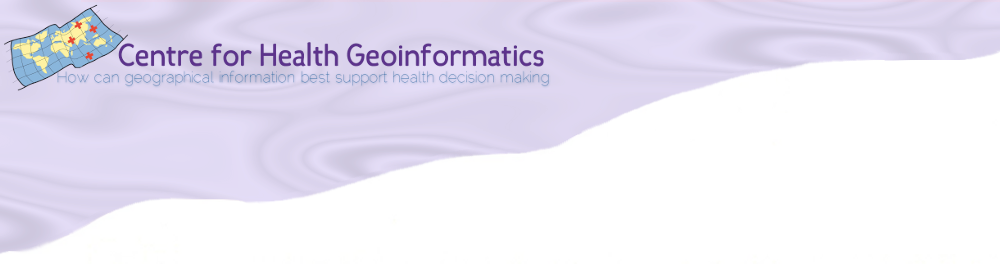 Centre for Health Geoinformatics
How can geographical information best support health decision making